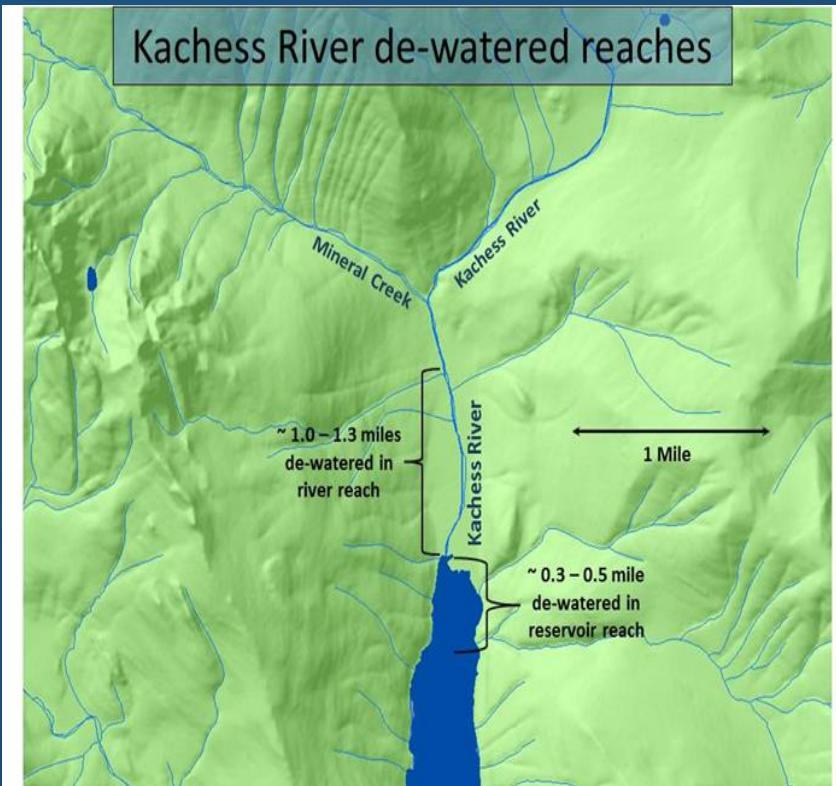 Kachess River de-watered reaches
Mineral Creek
Kachess River
~ 1.0 – 1.3 miles
de-watered in
river reach
Kachess River
1 Mile
~ 0.3 – 0.5 mile
de-watered in
reservoir reach